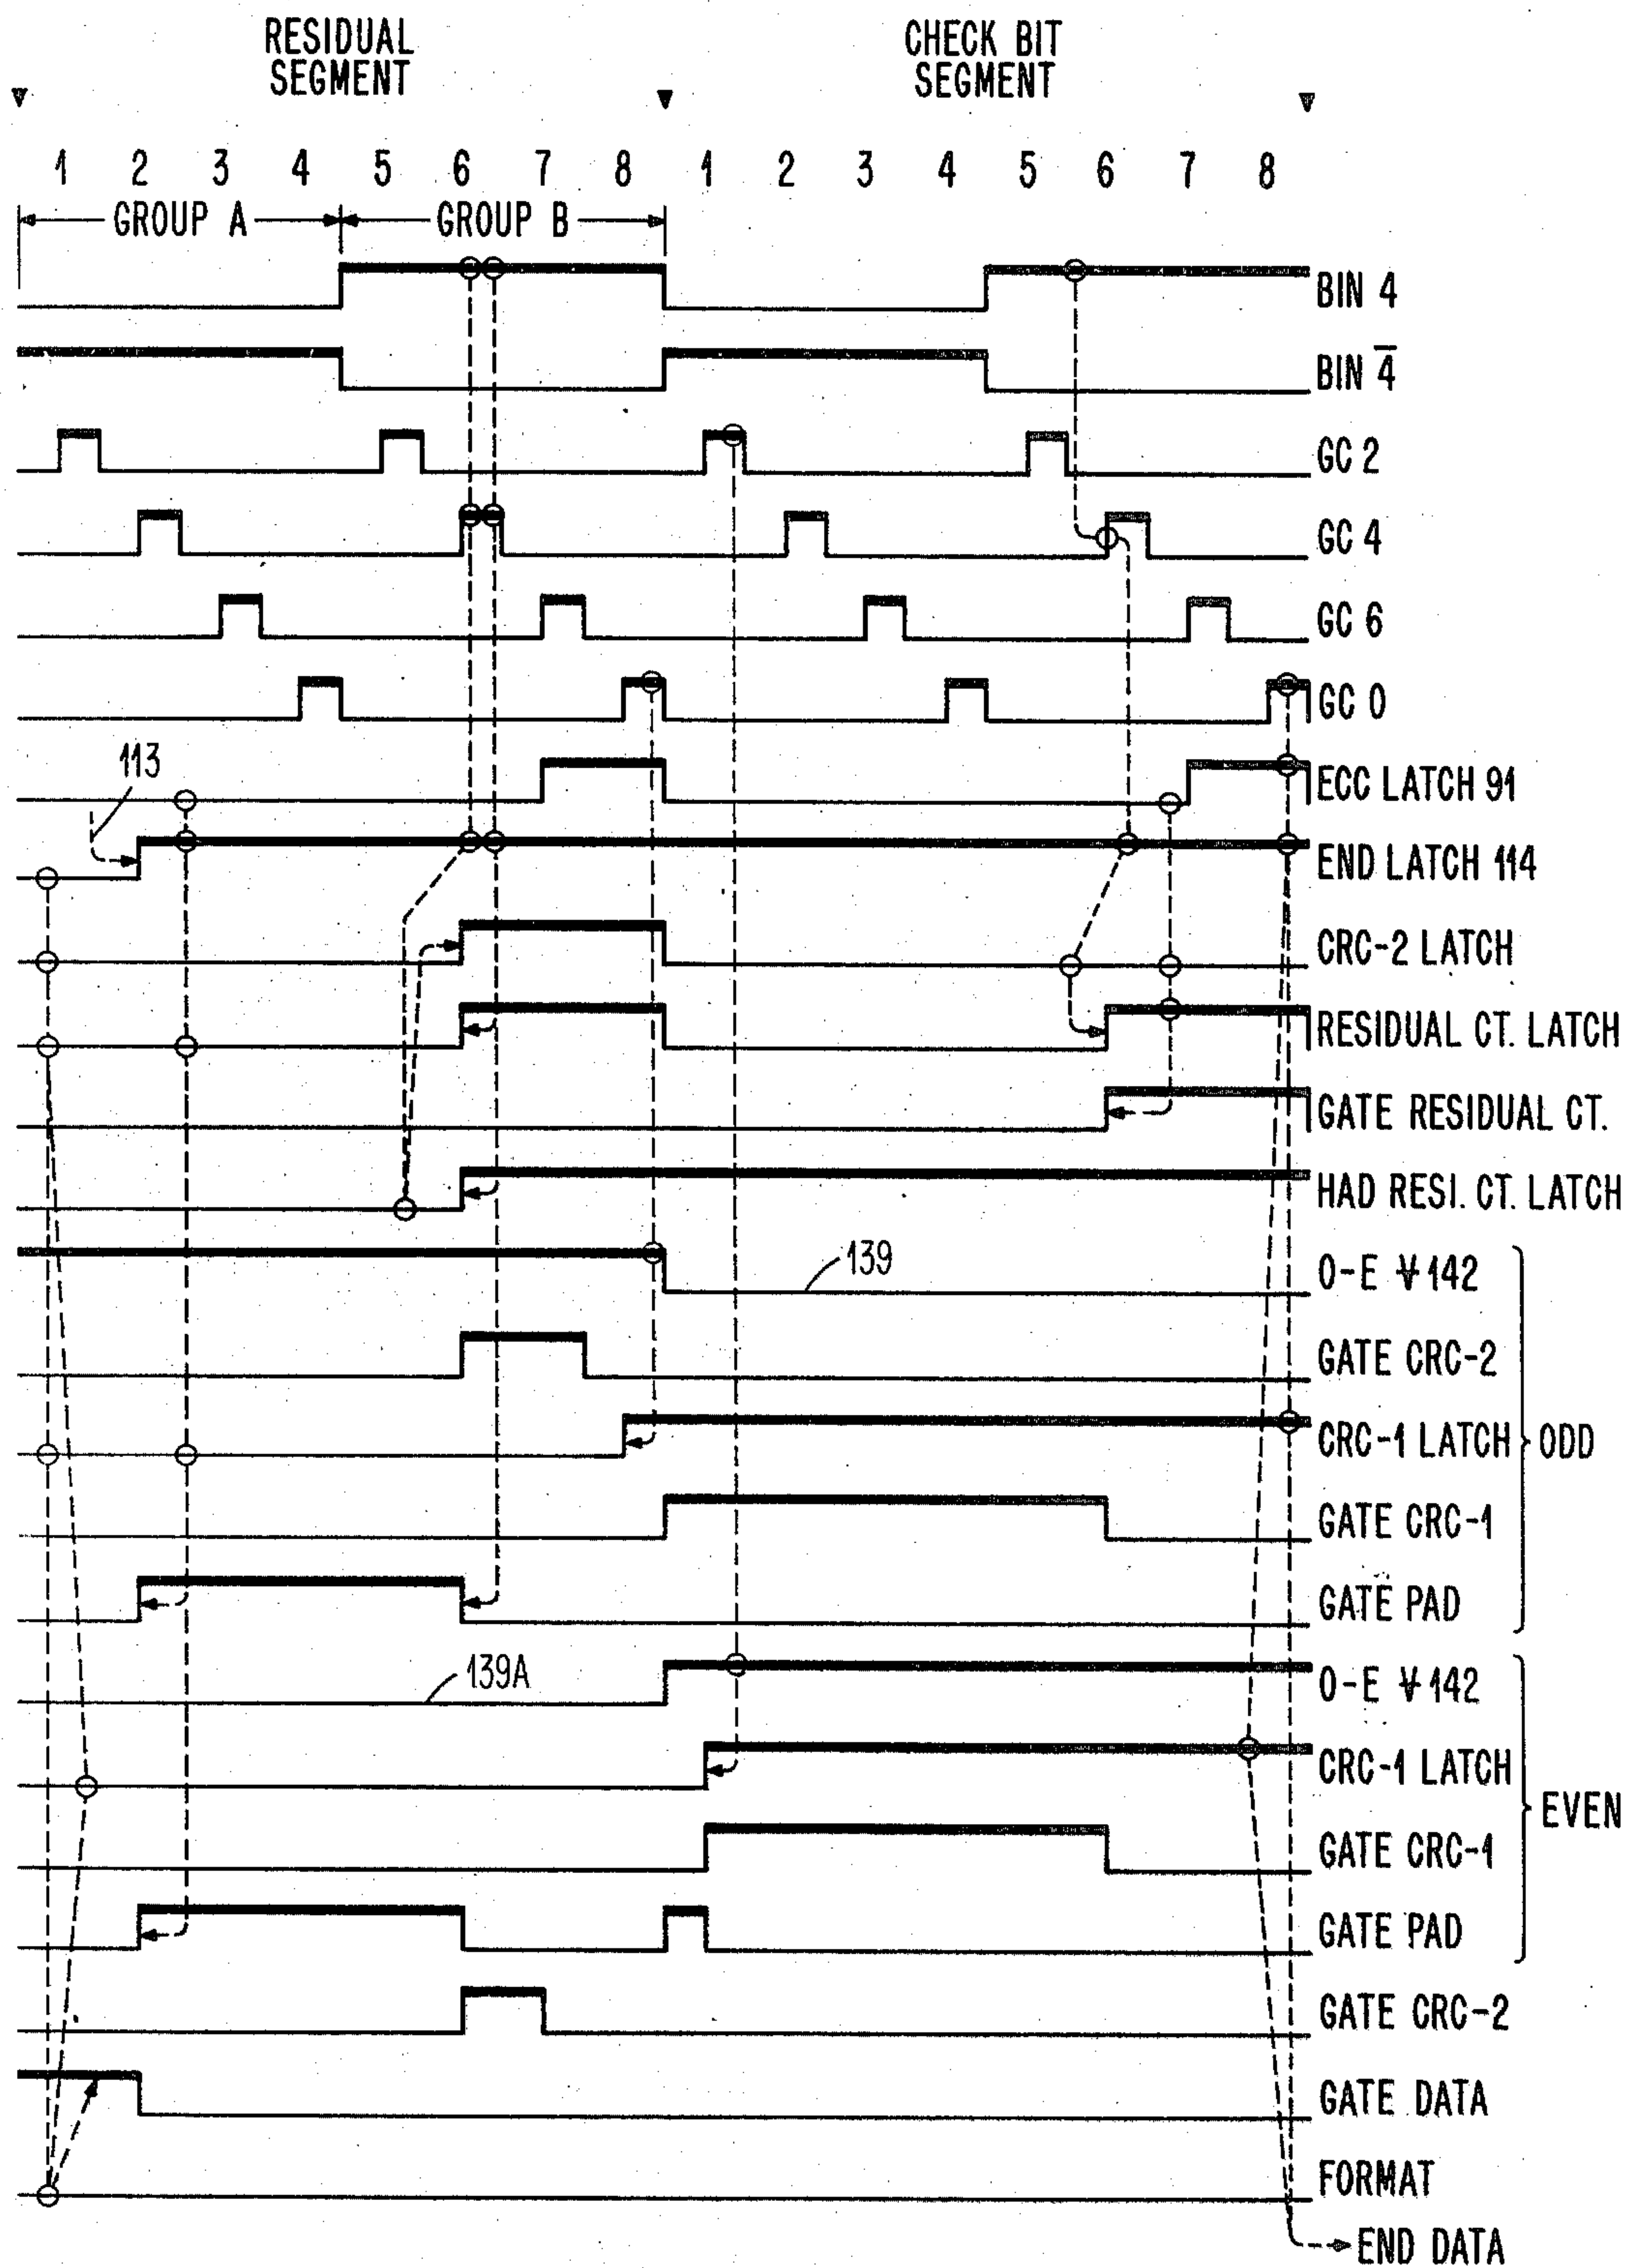 RESIDUAL
SEGMENT
CHECK BIT
SEGMENT
1 2 3 4 5 6 7 8 1 2 3 4 5 6 7 8
GROUP A GROUP B
BIN 4
BIN 4̅
GC 2
GC 4
GC 6
GC 0
113
ECC LATCH 91
END LATCH 114
CRC-2 LATCH
RESIDUAL CT. LATCH
GATE RESIDUAL CT.
HAD RESI. CT. LATCH
139
O-E ⊻ 142
GATE CRC-2
CRC-1 LATCH
ODD
GATE CRC-1
GATE PAD
139A
O-E ⊻ 142
CRC-1 LATCH
EVEN
GATE CRC-1
GATE PAD
GATE CRC-2
GATE DATA
FORMAT
END DATA